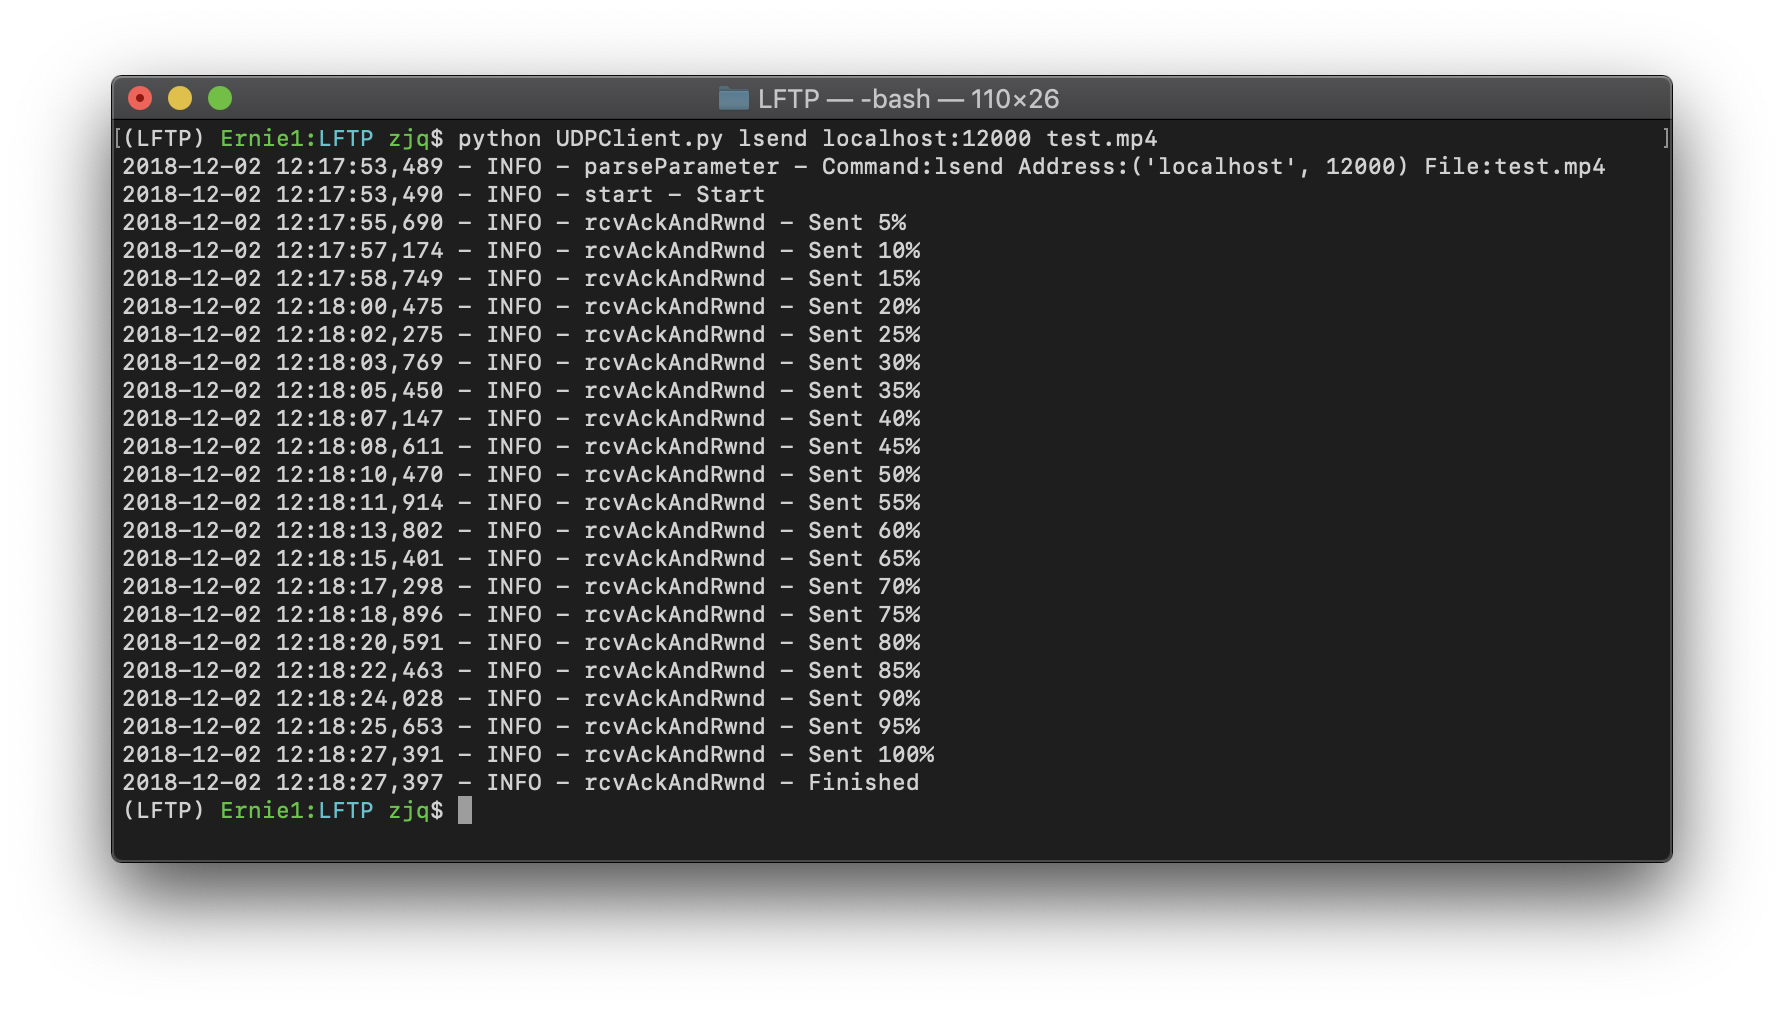 LFTP — -bash — 110×26
[(LFTP) Ernie1:LFTP zjq$ python UDPClient.py lsend localhost:12000 test.mp4 ]
2018-12-02 12:17:53,489 - INFO - parseParameter - Command:lsend Address:('localhost', 12000) File:test.mp4
2018-12-02 12:17:53,490 - INFO - start - Start
2018-12-02 12:17:55,690 - INFO - rcvAckAndRwnd - Sent 5%
2018-12-02 12:17:57,174 - INFO - rcvAckAndRwnd - Sent 10%
2018-12-02 12:17:58,749 - INFO - rcvAckAndRwnd - Sent 15%
2018-12-02 12:18:00,475 - INFO - rcvAckAndRwnd - Sent 20%
2018-12-02 12:18:02,275 - INFO - rcvAckAndRwnd - Sent 25%
2018-12-02 12:18:03,769 - INFO - rcvAckAndRwnd - Sent 30%
2018-12-02 12:18:05,450 - INFO - rcvAckAndRwnd - Sent 35%
2018-12-02 12:18:07,147 - INFO - rcvAckAndRwnd - Sent 40%
2018-12-02 12:18:08,611 - INFO - rcvAckAndRwnd - Sent 45%
2018-12-02 12:18:10,470 - INFO - rcvAckAndRwnd - Sent 50%
2018-12-02 12:18:11,914 - INFO - rcvAckAndRwnd - Sent 55%
2018-12-02 12:18:13,802 - INFO - rcvAckAndRwnd - Sent 60%
2018-12-02 12:18:15,401 - INFO - rcvAckAndRwnd - Sent 65%
2018-12-02 12:18:17,298 - INFO - rcvAckAndRwnd - Sent 70%
2018-12-02 12:18:18,896 - INFO - rcvAckAndRwnd - Sent 75%
2018-12-02 12:18:20,591 - INFO - rcvAckAndRwnd - Sent 80%
2018-12-02 12:18:22,463 - INFO - rcvAckAndRwnd - Sent 85%
2018-12-02 12:18:24,028 - INFO - rcvAckAndRwnd - Sent 90%
2018-12-02 12:18:25,653 - INFO - rcvAckAndRwnd - Sent 95%
2018-12-02 12:18:27,391 - INFO - rcvAckAndRwnd - Sent 100%
2018-12-02 12:18:27,397 - INFO - rcvAckAndRwnd - Finished
(LFTP) Ernie1:LFTP zjq$